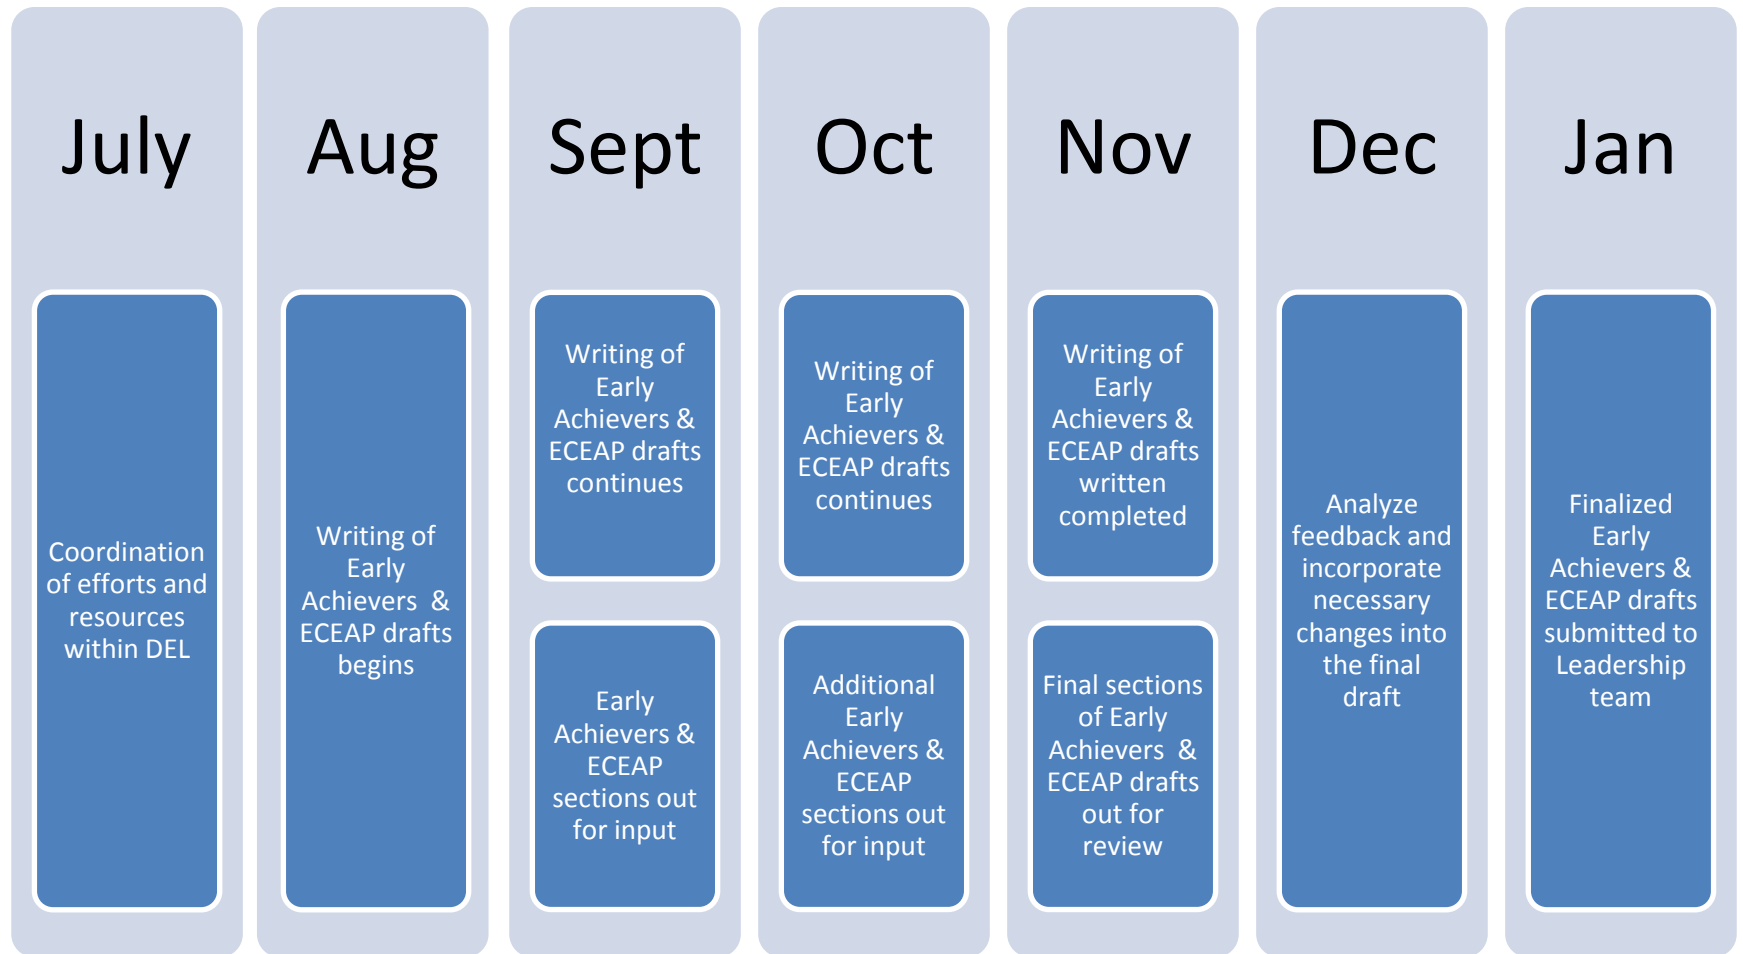 July
Coordination
of efforts and
resources
within DEL
Aug
Writing of
Early
Achievers &
ECEAP drafts
begins
Sept
Writing of
Early
Achievers &
ECEAP drafts
continues
Early
Achievers &
ECEAP
sections out
for input
Oct
Writing of
Early
Achievers &
ECEAP drafts
continues
Additional
Early
Achievers &
ECEAP
sections out
for input
Nov
Writing of
Early
Achievers &
ECEAP drafts
written
completed
Final sections
of Early
Achievers &
ECEAP drafts
out for
review
Dec
Analyze
feedback and
incorporate
necessary
changes into
the final
draft
Jan
Finalized
Early
Achievers &
ECEAP drafts
submitted to
Leadership
team